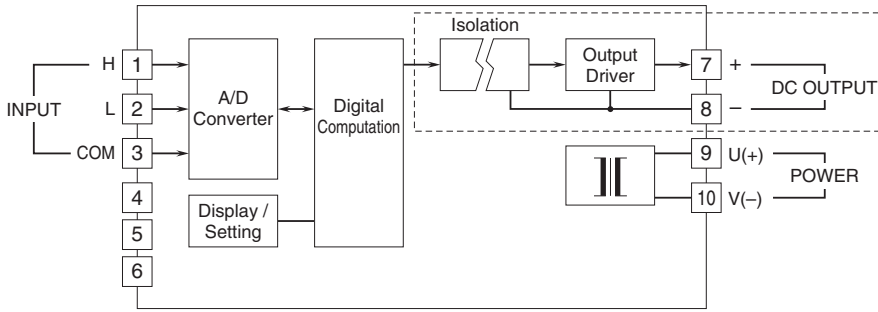 Isolation
H 1
A/D
Converter
Digital
Computation
Output
Driver
7 +
INPUT
L 2
8 –
DC OUTPUT
COM 3
9 U(+)
POWER
4
Display /
Setting
10 V(–)
5
6